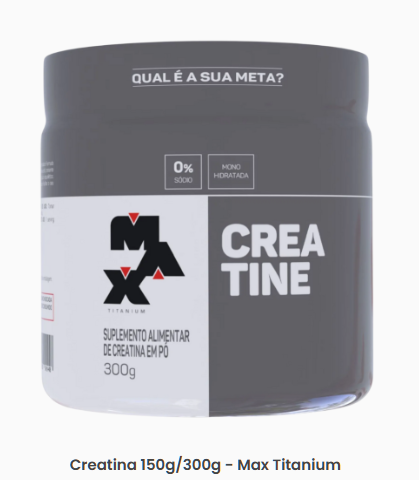 QUAL É A SUA META?
0%
SÓDIO
MONO
HIDRATADA
MAX
TITANIUM
CREA
TINE
SUPLEMENTO ALIMENTAR
DE CREATINA EM PÓ
300g
Creatina 150g/300g - Max Titanium